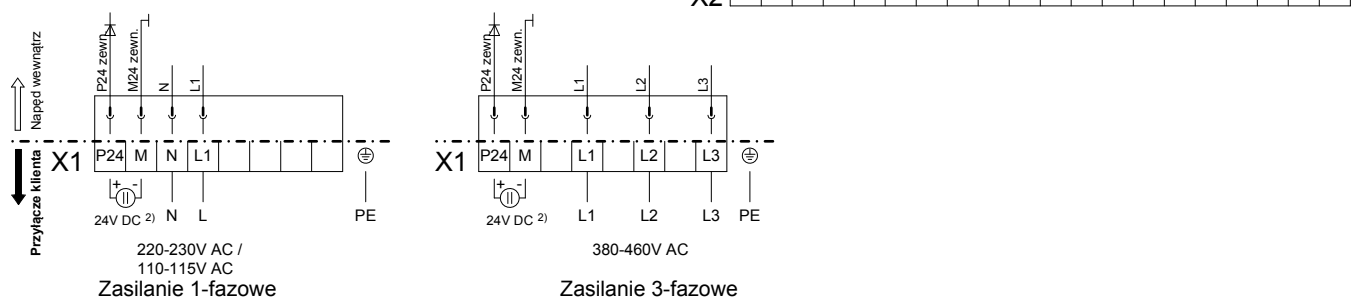 X2
P24 zewn. M24 zewn. N L1
P24 zewn. M24 zewn. L1 L2 L3
Napęd wewnątrz
Przyłącze klienta
X1 P24 M N L1
X1 P24 M L1 L2 L3
+ -
+ -
24V DC 2) N L PE
24V DC 2) L1 L2 L3 PE
220-230V AC /
110-115V AC
380-460V AC
Zasilanie 1-fazowe
Zasilanie 3-fazowe